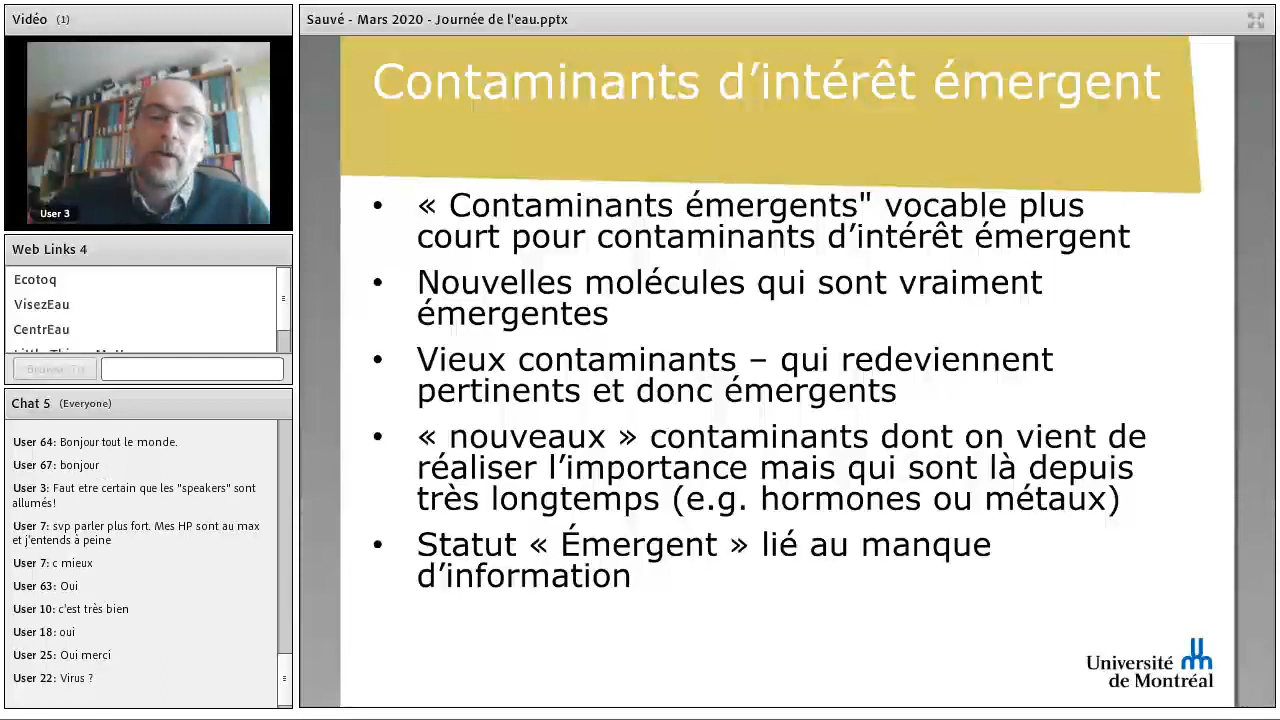 Vidéo (1)
User 3
Web Links 4
Ecotoq
VisezEau
CentrEau
Browse To
Chat 5 (Everyone)
User 64: Bonjour tout le monde.
User 67: bonjour
User 3: Faut etre certain que les "speakers" sont
allumés!
User 7: svp parler plus fort. Mes HP sont au max
et j'entends à peine
User 7: c mieux
User 63: Oui
User 10: c'est très bien
User 18: oui
User 25: Oui merci
User 22: Virus ?
Sauvé - Mars 2020 - Journée de l'eau.pptx
Contaminants d’intérêt émergent
• « Contaminants émergents" vocable plus
court pour contaminants d’intérêt émergent
• Nouvelles molécules qui sont vraiment
émergentes
• Vieux contaminants – qui redeviennent
pertinents et donc émergents
• « nouveaux » contaminants dont on vient de
réaliser l’importance mais qui sont là depuis
très longtemps (e.g. hormones ou métaux)
• Statut « Émergent » lié au manque
d’information
Université
de Montréal